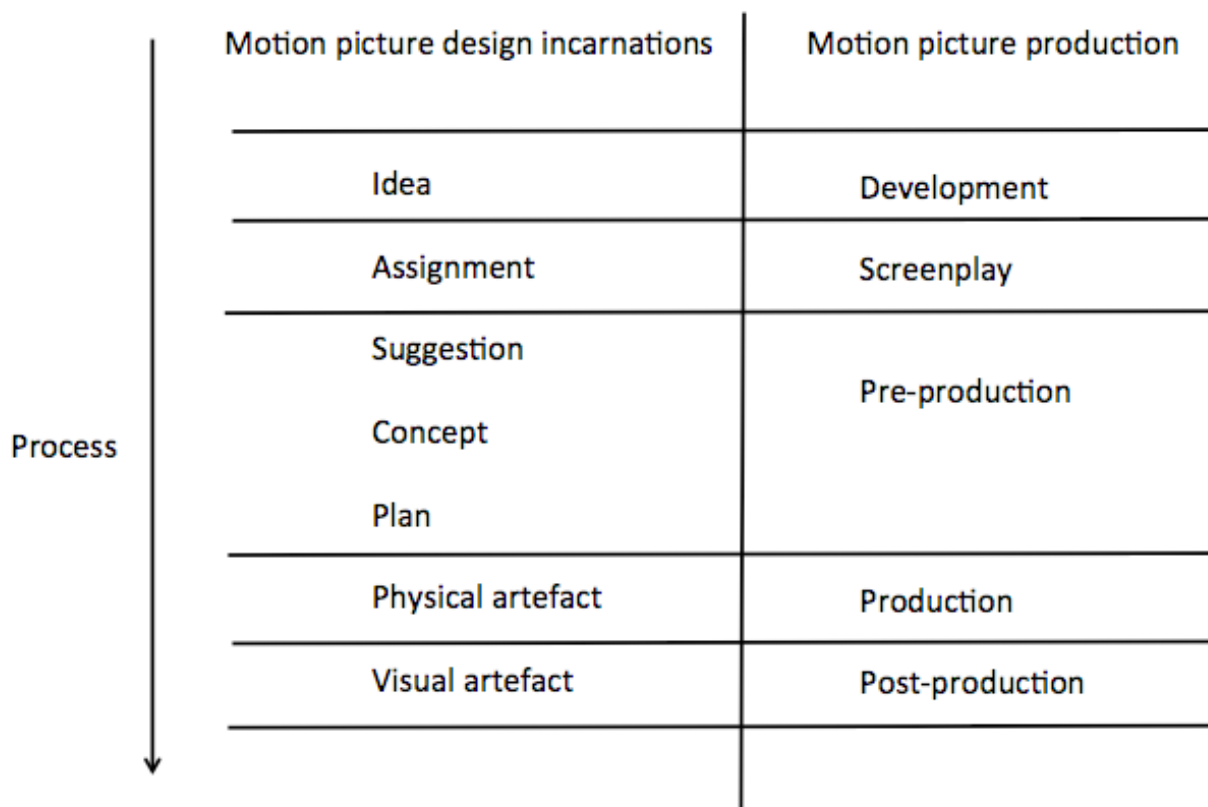 Motion picture design incarnations
Motion picture production
Idea
Development
Assignment
Screenplay
Suggestion
Pre-production
Concept
Process
Plan
Physical artefact
Production
Visual artefact
Post-production